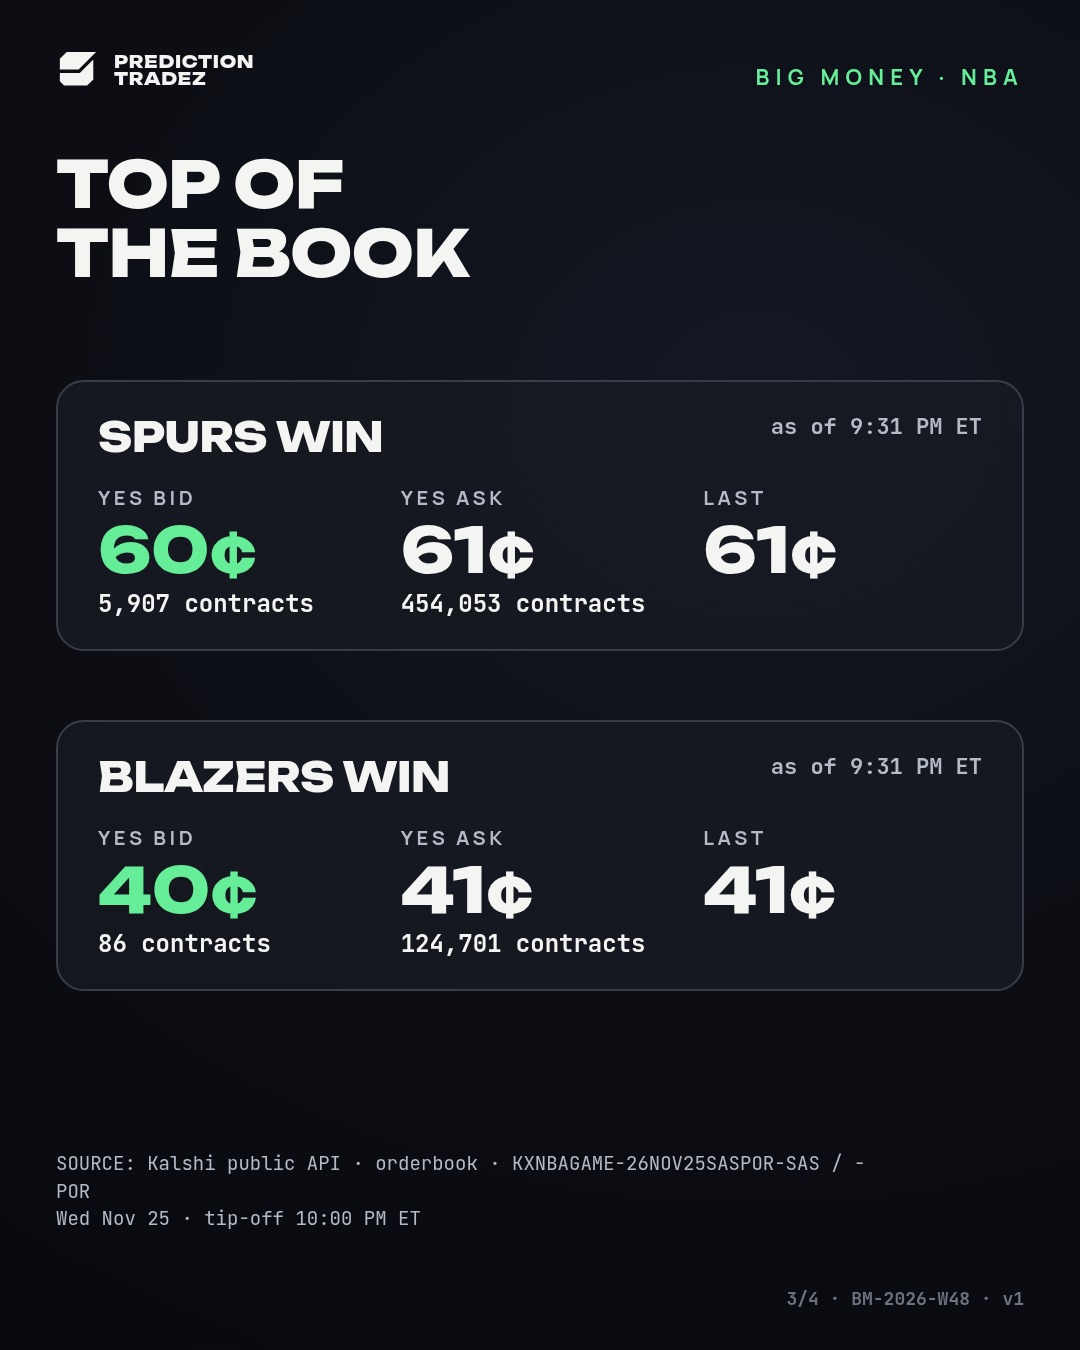 PREDICTION
TRADEZ
BIG MONEY · NBA
TOP OF
THE BOOK
SPURS WIN
as of 9:31 PM ET
YES BID
YES ASK
LAST
60¢
61¢
61¢
5,907 contracts
454,053 contracts
BLAZERS WIN
as of 9:31 PM ET
YES BID
YES ASK
LAST
40¢
41¢
41¢
86 contracts
124,701 contracts
SOURCE: Kalshi public API · orderbook · KXNBAGAME-26NOV25SASPOR-SAS / -
POR
Wed Nov 25 · tip-off 10:00 PM ET
3/4 · BM-2026-W48 · v1